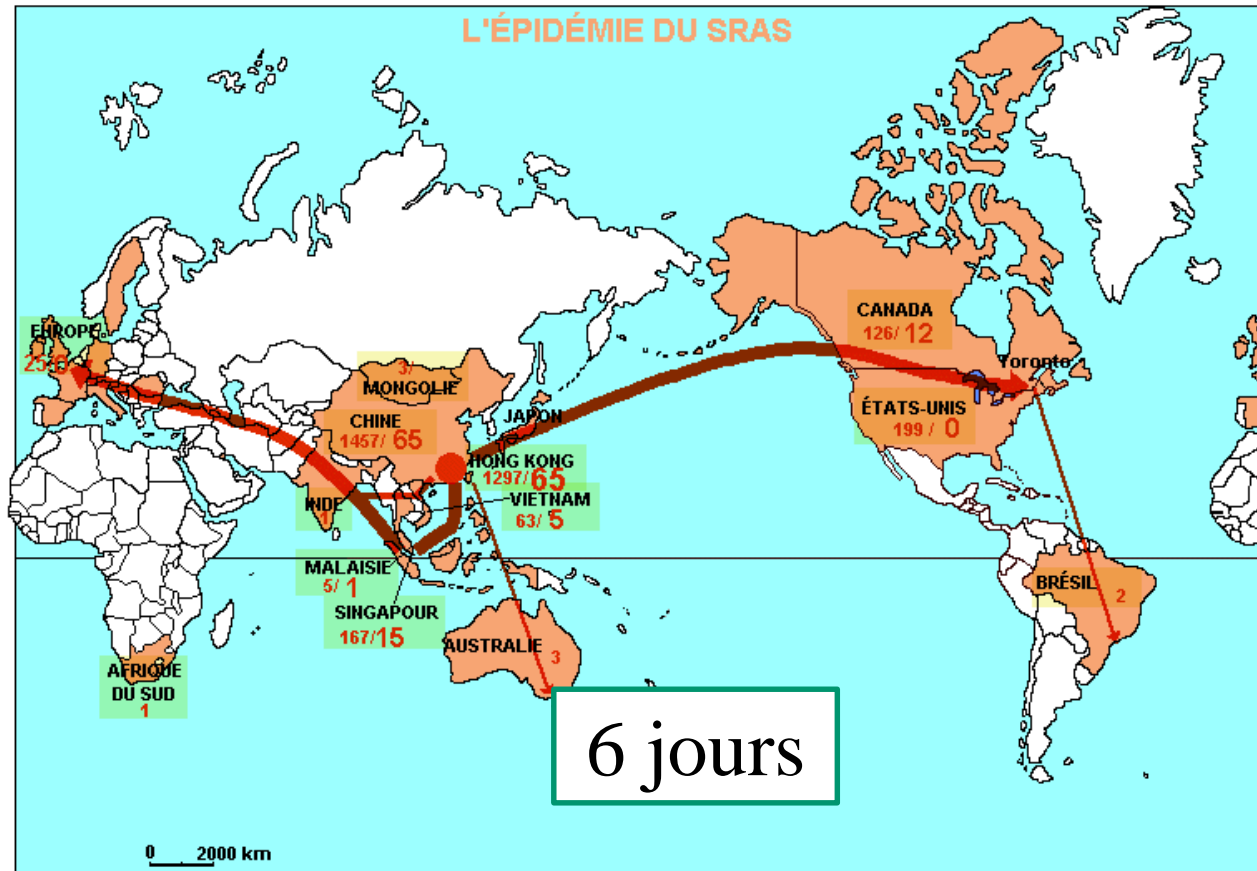 L'ÉPIDÉMIE DU SRAS
EUROPE
CANADA
126/ 12
Toronto
3/
MONGOLIE
ÉTATS-UNIS
199 / 0
CHINE
1457/ 65
JAPON
HONG KONG
1297/65
INDE
1
VIETNAM
63/ 5
MALAISIE
5/ 1
BRÉSIL 2
SINGAPOUR
167/15
AUSTRALIE 3
AFRIQUE
DU SUD
1
6 jours
0 2000 km